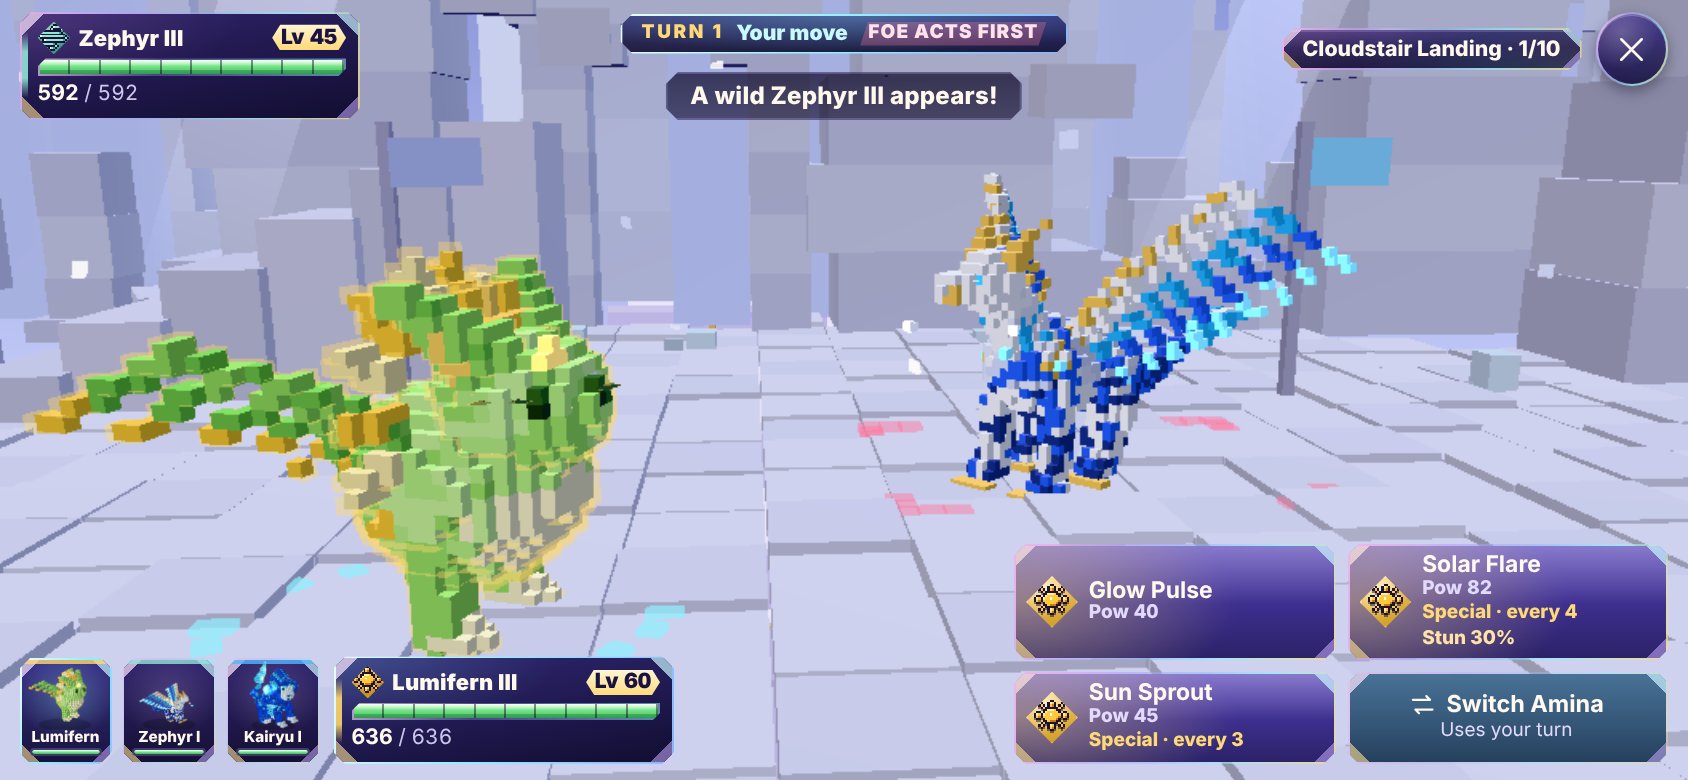 Zephyr III
Lv 45
592 / 592
TURN 1 Your move FOE ACTS FIRST
A wild Zephyr III appears!
Cloudstair Landing · 1/10
Glow Pulse
Pow 40
Solar Flare
Pow 82
Special · every 4
Stun 30%
Sun Sprout
Pow 45
Special · every 3
Switch Amina
Uses your turn
Lumifern
Zephyr I
Kairyu I
Lumifern III
Lv 60
636 / 636